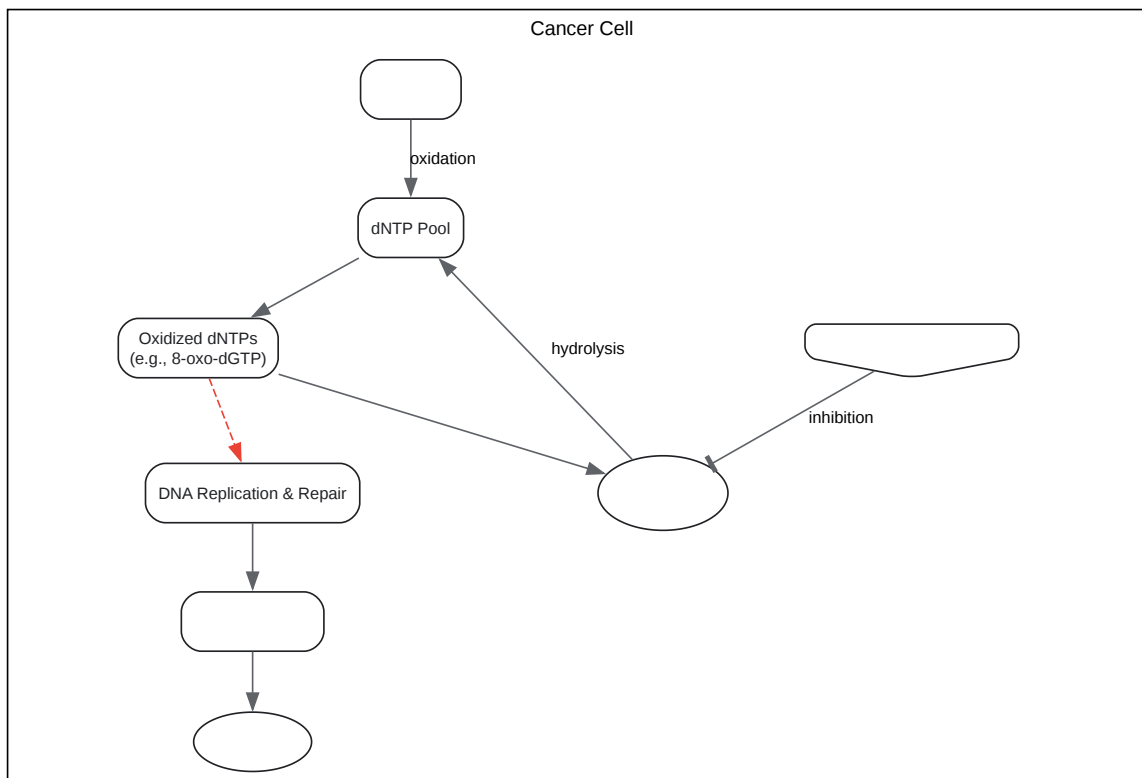 Cancer Cell
oxidation
dNTP Pool
Oxidized dNTPs
(e.g., 8-oxo-dGTP)
hydrolysis
inhibition
DNA Replication & Repair